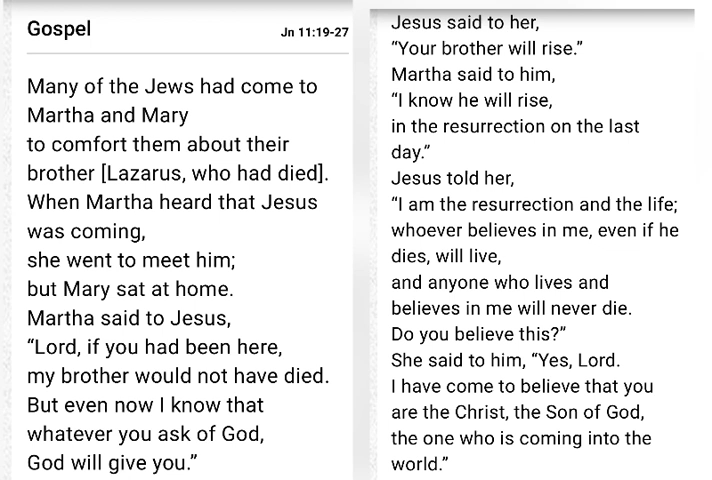 Gospel
Jn 11:19-27
Many of the Jews had come to
Martha and Mary
to comfort them about their
brother [Lazarus, who had died].
When Martha heard that Jesus
was coming,
she went to meet him;
but Mary sat at home.
Martha said to Jesus,
“Lord, if you had been here,
my brother would not have died.
But even now I know that
whatever you ask of God,
God will give you.”
Jesus said to her,
“Your brother will rise.”
Martha said to him,
“I know he will rise,
in the resurrection on the last
day.”
Jesus told her,
“I am the resurrection and the life;
whoever believes in me, even if he
dies, will live,
and anyone who lives and
believes in me will never die.
Do you believe this?”
She said to him, “Yes, Lord.
I have come to believe that you
are the Christ, the Son of God,
the one who is coming into the
world.”